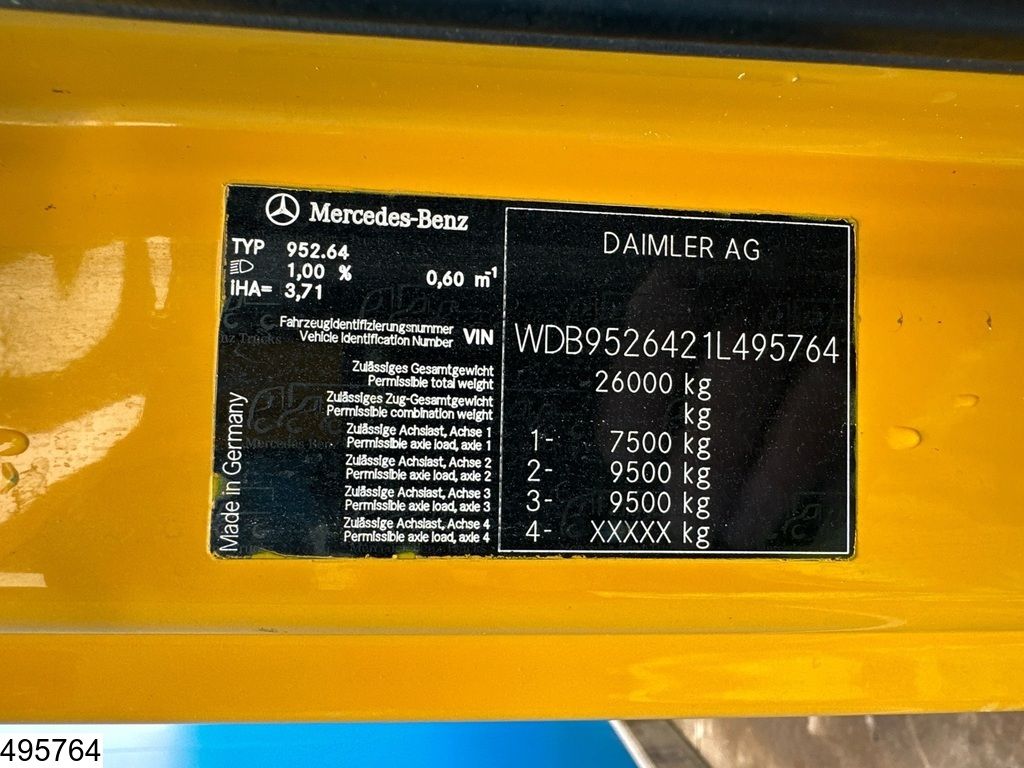 Mercedes-Benz
TYP 952.64
1,00 % 0,60 m-1
iHA= 3,71
DAIMLER AG
Fahrzeugidentifizierungsnummer
Vehicle Identification Number VIN WDB9526421L495764
Zulässiges Gesamtgewicht
Permissible total weight 26000 kg
Zulässiges Zug-Gesamtgewicht
Permissible combination weight kg
Zulässige Achslast, Achse 1
Permissible axle load, axle 1 1- 7500 kg
Zulässige Achslast, Achse 2
Permissible axle load, axle 2 2- 9500 kg
Zulässige Achslast, Achse 3
Permissible axle load, axle 3 3- 9500 kg
Zulässige Achslast, Achse 4
Permissible axle load, axle 4 4- XXXXX kg
Made in Germany
495764